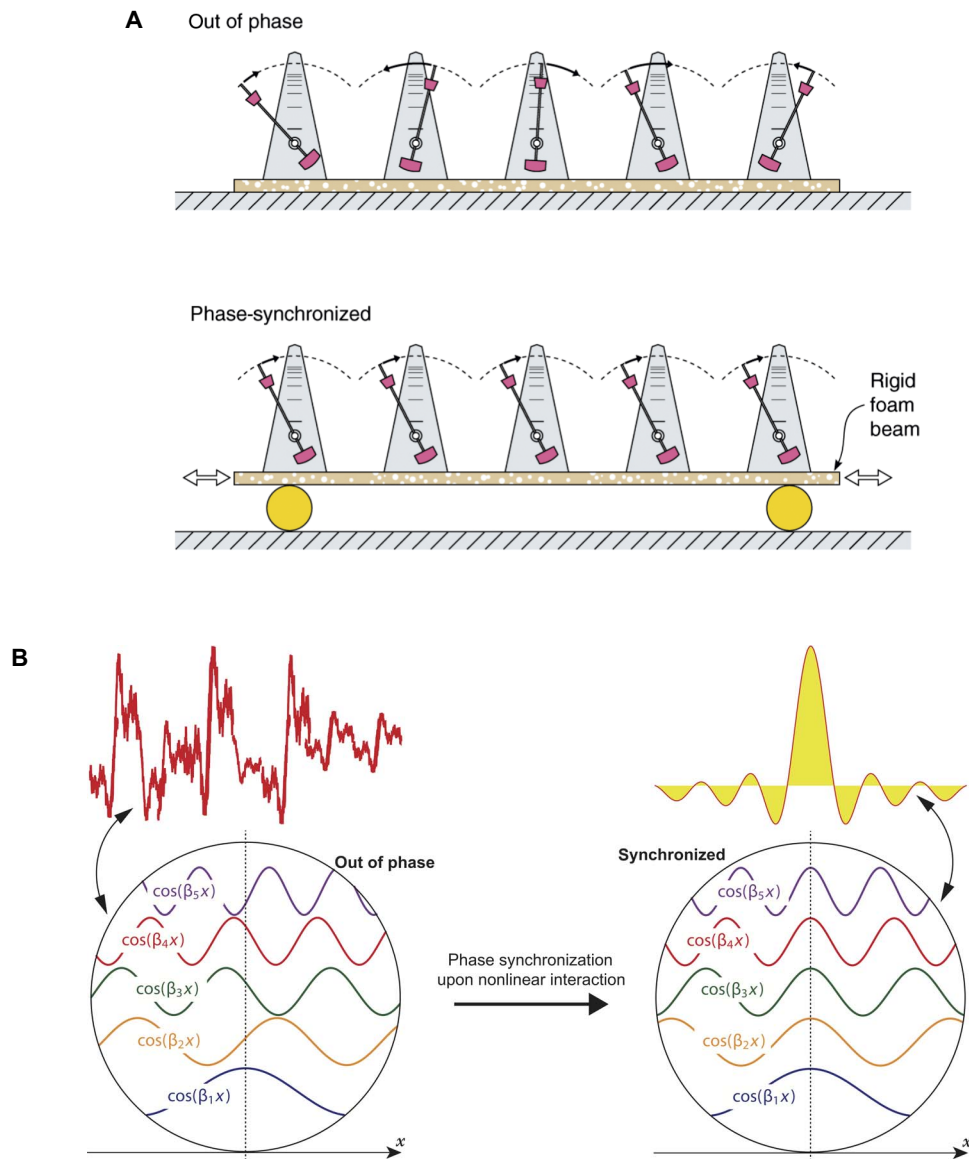 A
Out of phase
Phase-synchronized
Rigid
foam
beam
B
Out of phase
cos(β₅x)
cos(β₄x)
cos(β₃x)
cos(β₂x)
cos(β₁x)
x
Phase synchronization
upon nonlinear interaction
Synchronized
cos(β₅x)
cos(β₄x)
cos(β₃x)
cos(β₂x)
cos(β₁x)
x